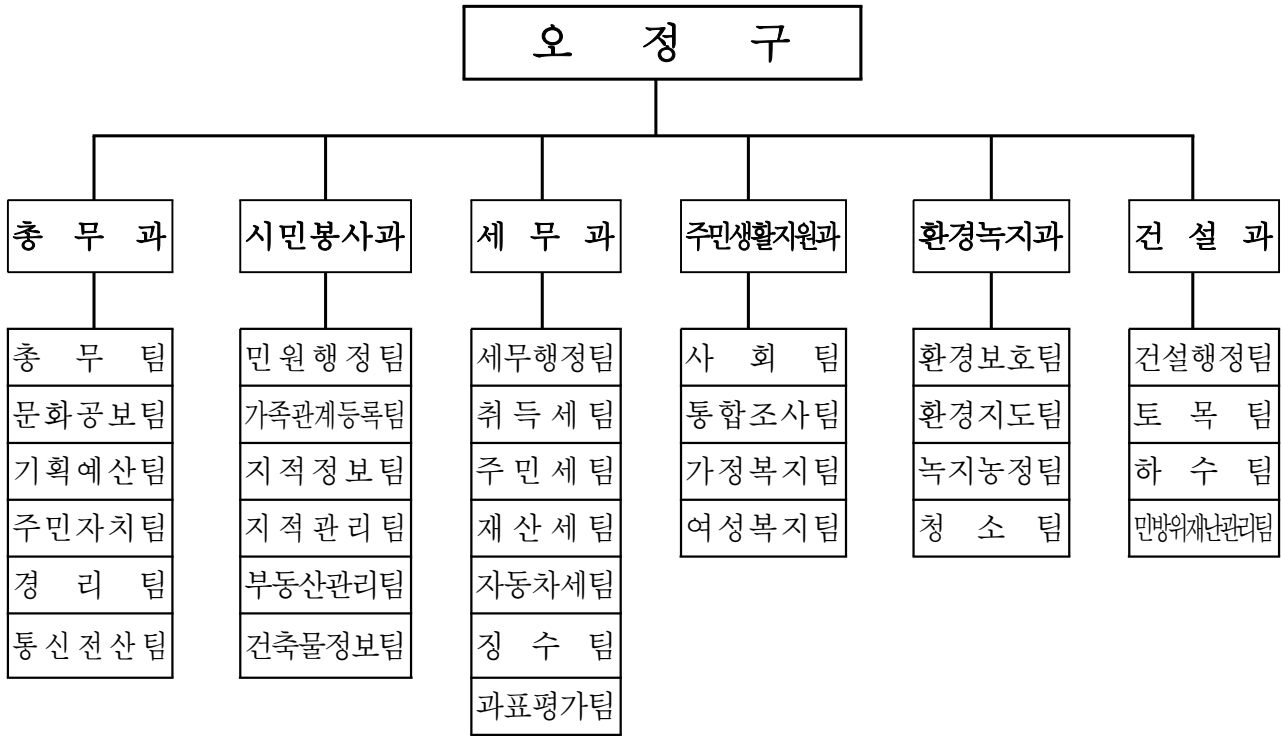 오 정 구
총 무 과
시민봉사과
세 무 과
주민생활지원과
환경녹지과
건 설 과
총 무 팀
문화공보팀
기획예산팀
주민자치팀
경 리 팀
통신전산팀
민원행정팀
가족관계등록팀
지적정보팀
지적관리팀
부동산관리팀
건축물정보팀
세무행정팀
취득세팀
주민세팀
재산세팀
자동차세팀
징 수 팀
과표평가팀
사 회 팀
통합조사팀
가정복지팀
여성복지팀
환경보호팀
환경지도팀
녹지농정팀
청 소 팀
건설행정팀
토 목 팀
하 수 팀
민방위재난관리팀